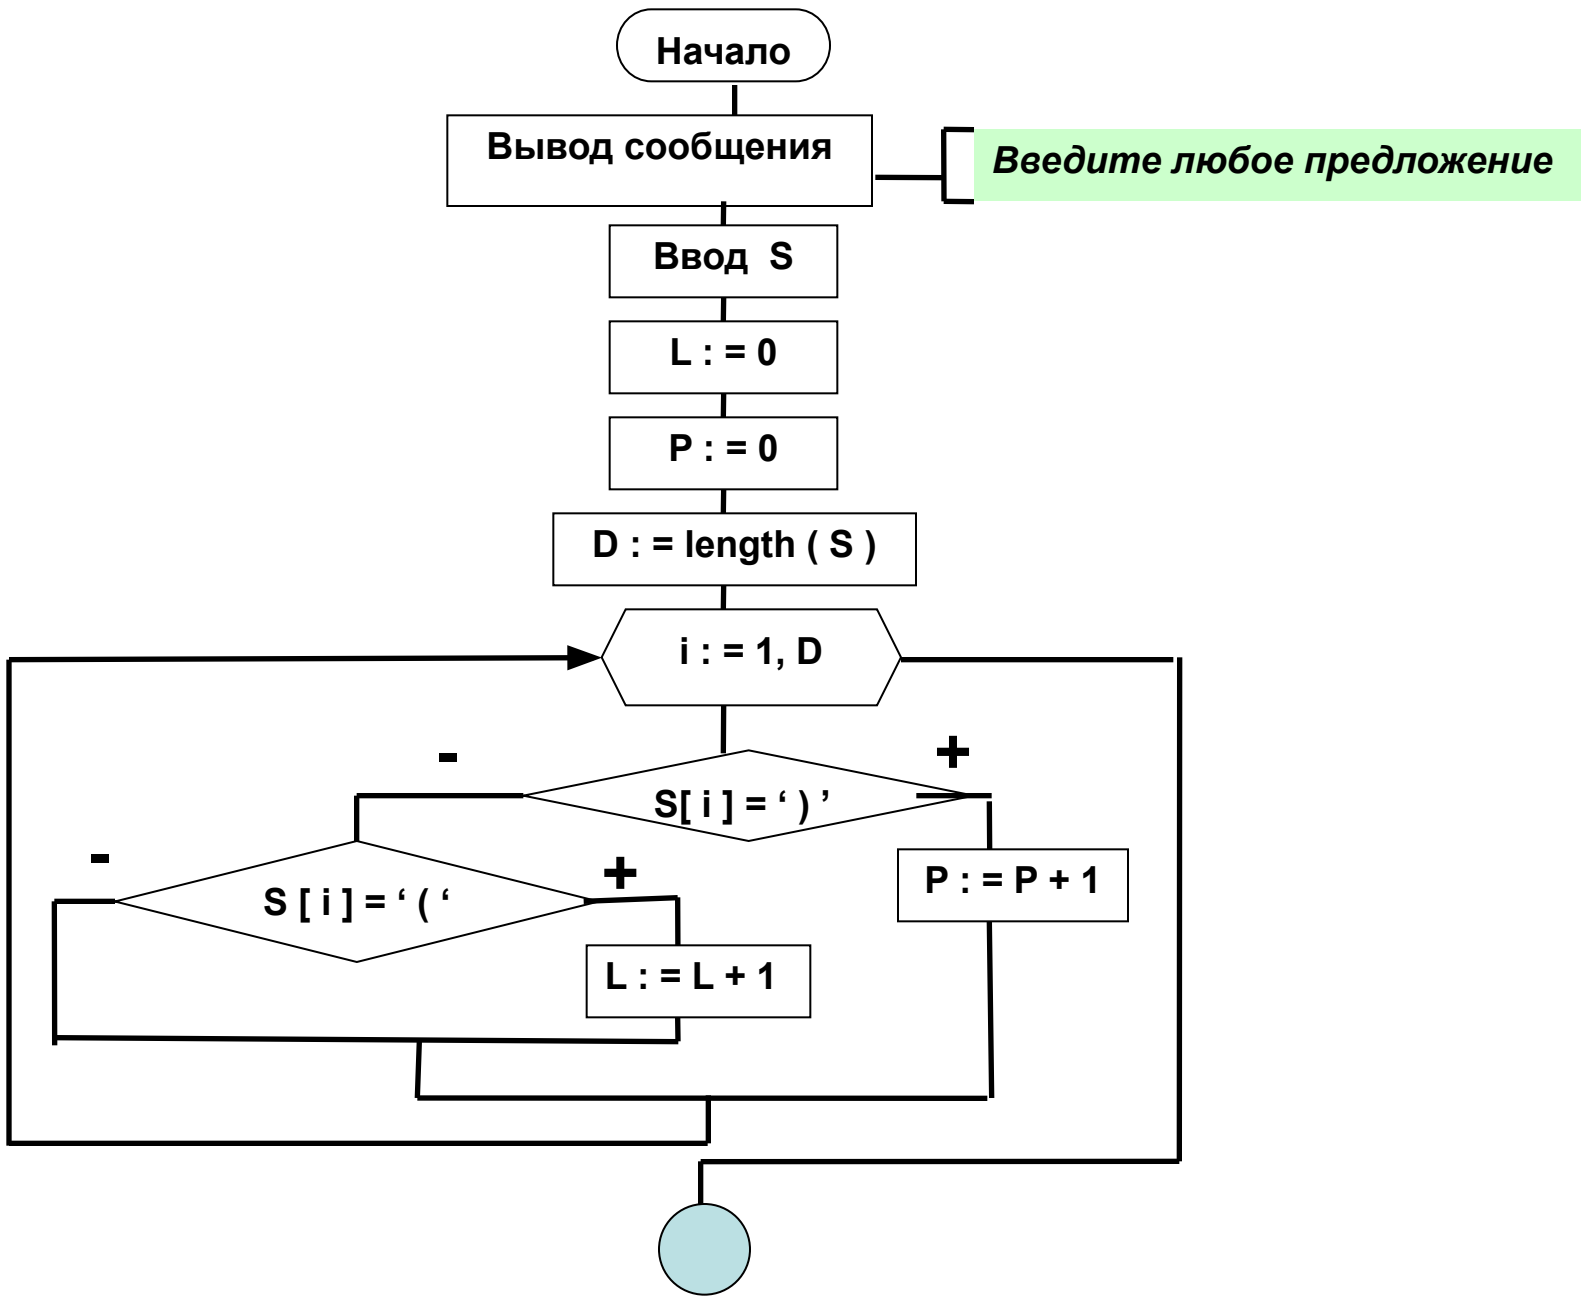 Начало
Вывод сообщения
Введите любое предложение
Ввод S
L : = 0
P : = 0
D : = length ( S )
i : = 1, D
-
+
S[ i ] = ‘ ) ’
-
+
S [ i ] = ‘ ( ‘
P : = P + 1
L : = L + 1